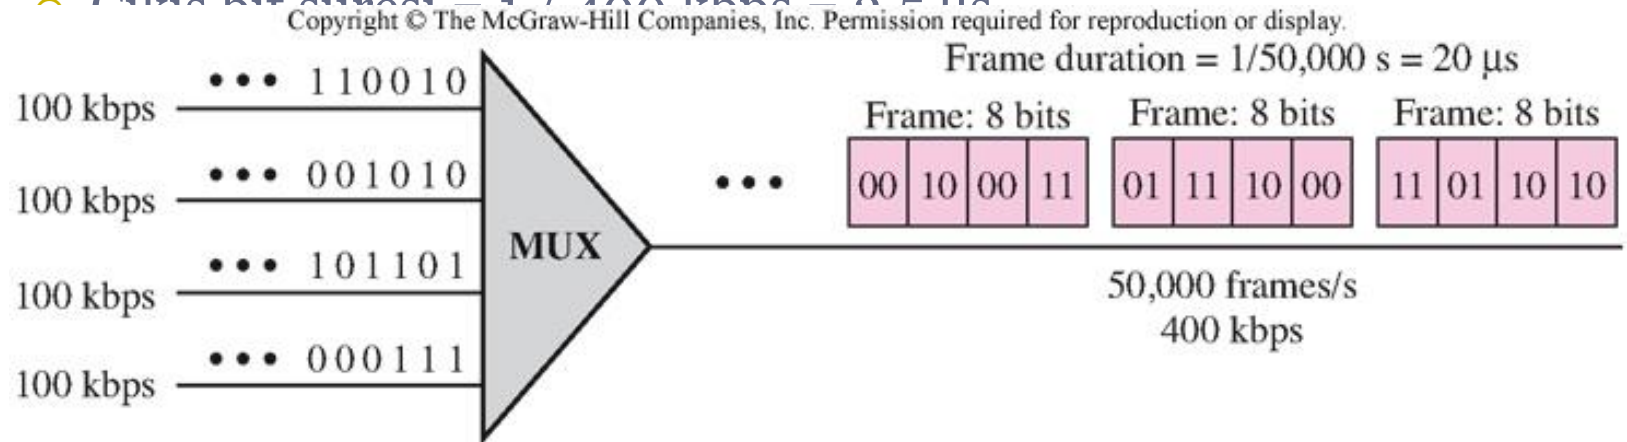 Copyright © The McGraw-Hill Companies, Inc. Permission required for reproduction or display.
Frame duration = 1/50,000 s = 20 μs
Frame: 8 bits Frame: 8 bits Frame: 8 bits
100 kbps ••• 110010
100 kbps ••• 001010
100 kbps ••• 101101
100 kbps ••• 000111
MUX
••• 00 10 00 11 01 11 10 00 11 01 10 10
50,000 frames/s
400 kbps